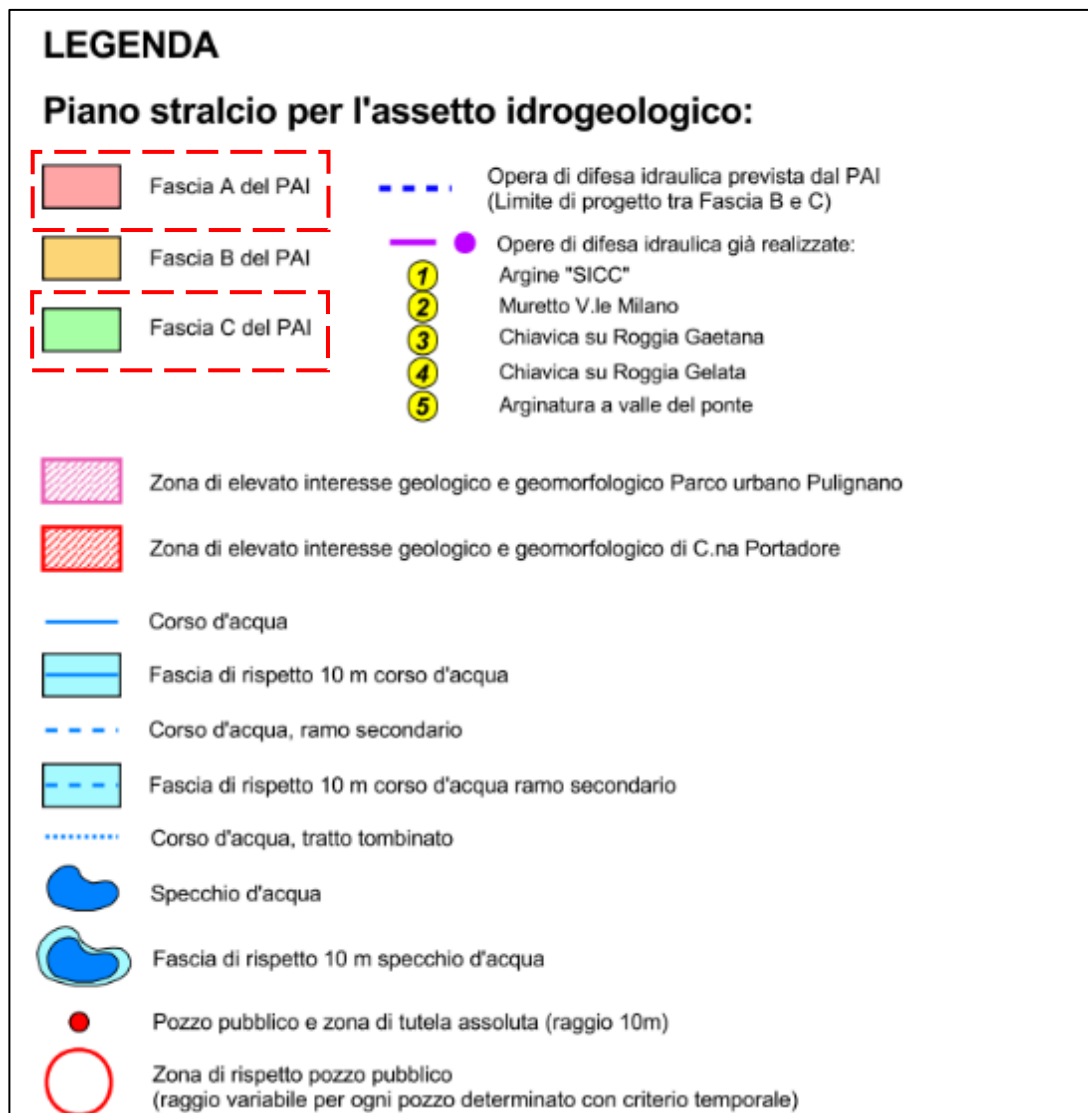 LEGENDA
Piano stralcio per l'assetto idrogeologico:
Fascia A del PAI
Fascia B del PAI
Fascia C del PAI
Opera di difesa idraulica prevista dal PAI
(Limite di progetto tra Fascia B e C)
Opere di difesa idraulica già realizzate:
1 Argine "SICC"
2 Muretto V.le Milano
3 Chiavica su Roggia Gaetana
4 Chiavica su Roggia Gelata
5 Arginatura a valle del ponte
Zona di elevato interesse geologico e geomorfologico Parco urbano Pulignano
Zona di elevato interesse geologico e geomorfologico di C.na Portadore
Corso d'acqua
Fascia di rispetto 10 m corso d'acqua
Corso d'acqua, ramo secondario
Fascia di rispetto 10 m corso d'acqua ramo secondario
Corso d'acqua, tratto tombinato
Specchio d'acqua
Fascia di rispetto 10 m specchio d'acqua
Pozzo pubblico e zona di tutela assoluta (raggio 10m)
Zona di rispetto pozzo pubblico
(raggio variabile per ogni pozzo determinato con criterio temporale)